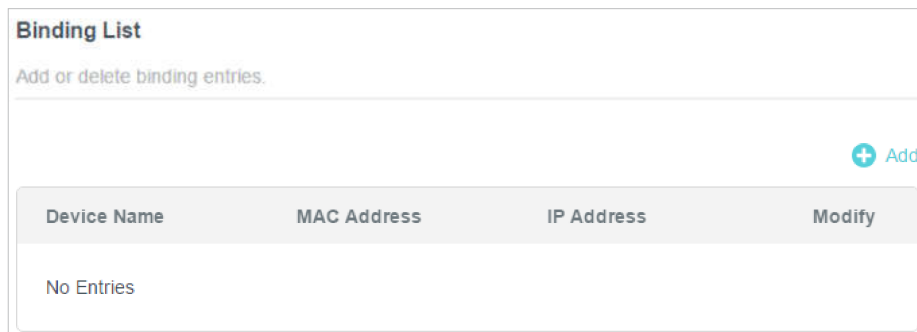 Binding List
Add or delete binding entries.
Add
Device Name MAC Address IP Address Modify
No Entries